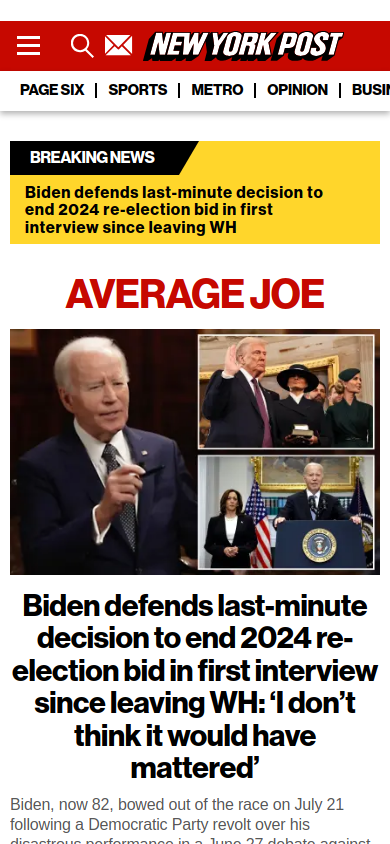 NEW YORK POST
PAGE SIX
SPORTS
METRO
OPINION
BUSIN
BREAKING NEWS
Biden defends last-minute decision to
end 2024 re-election bid in first
interview since leaving WH
AVERAGE JOE
Biden defends last-minute
decision to end 2024 re-
election bid in first interview
since leaving WH: ‘I don’t
think it would have
mattered’
Biden, now 82, bowed out of the race on July 21
following a Democratic Party revolt over his
disastrous performance in a June 27 debate against